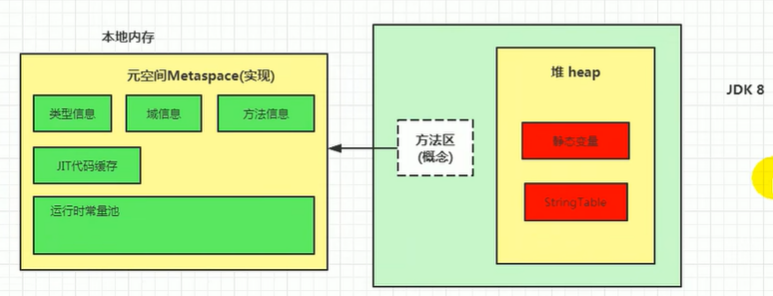 本地内存
元空间Metaspace(实现)
类型信息
域信息
方法信息
JIT代码缓存
运行时常量池
方法区
(概念)
堆 heap
静态变量
StringTable
JDK 8